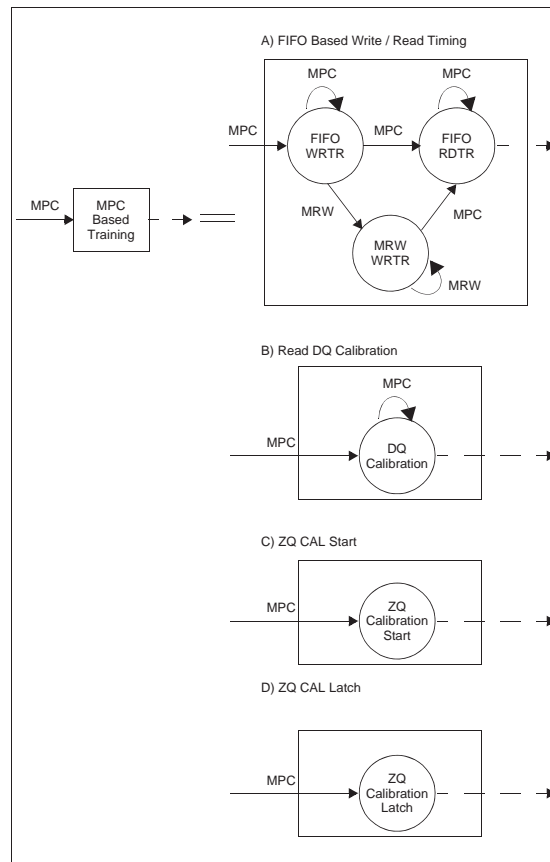 A) FIFO Based Write / Read Timing
MPC
MPC
MPC
FIFO
WRTR
MPC
FIFO
RDTR
MPC
MPC
Based
Training
MRW
MPC
MRW
WRTR
MRW
B) Read DQ Calibration
MPC
MPC
DQ
Calibration
C) ZQ CAL Start
MPC
ZQ
Calibration
Start
D) ZQ CAL Latch
MPC
ZQ
Calibration
Latch